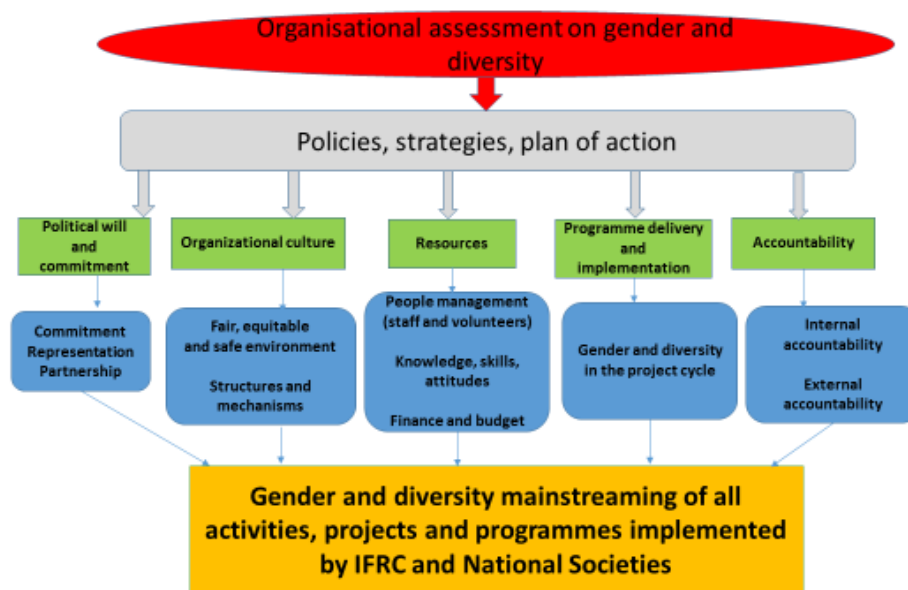 Organisational assessment on gender and
diversity
Policies, strategies, plan of action
Political will
and
commitment
Organizational culture
Resources
Programme delivery
and
implementation
Accountability
Commitment
Representation
Partnership
Fair, equitable
and safe environment
Structures and
mechanisms
People management
(staff and volunteers)
Knowledge, skills,
attitudes
Finance and budget
Gender and diversity
in the project cycle
Internal
accountability
External
accountability
Gender and diversity mainstreaming of all
activities, projects and programmes implemented
by IFRC and National Societies